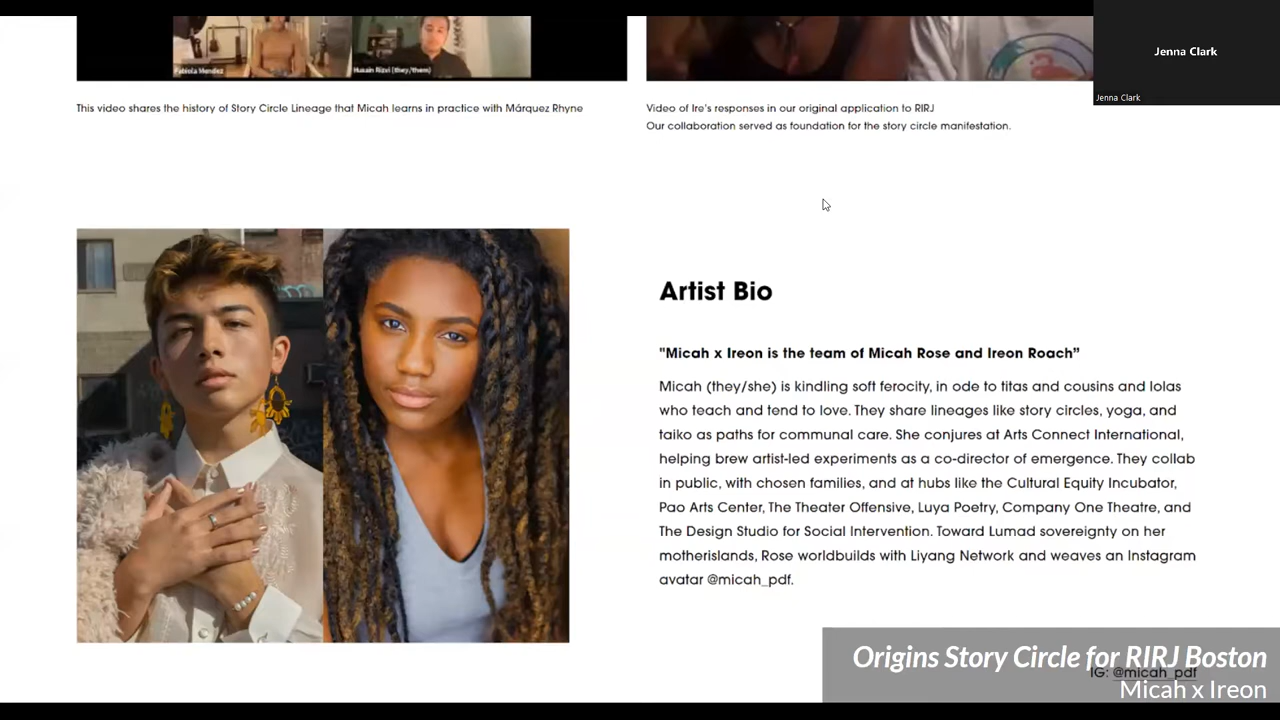 Fabiola Mendez
Husain Rizvi (they/them)
Jenna Clark
Jenna Clark
This video shares the history of Story Circle Lineage that Micah learns in practice with Márquez Rhyne
Video of Ire's responses in our original application to RIRJ
Our collaboration served as foundation for the story circle manifestation.
Artist Bio
"Micah x Ireon is the team of Micah Rose and Ireon Roach”
Micah (they/she) is kindling soft ferocity, in ode to titas and cousins and lolas
who teach and tend to love. They share lineages like story circles, yoga, and
taiko as paths for communal care. She conjures at Arts Connect International,
helping brew artist-led experiments as a co-director of emergence. They collab
in public, with chosen families, and at hubs like the Cultural Equity Incubator,
Pao Arts Center, The Theater Offensive, Luya Poetry, Company One Theatre, and
The Design Studio for Social Intervention. Toward Lumad sovereignty on her
motherislands, Rose worldbuilds with Liyang Network and weaves an Instagram
avatar @micah_pdf.
Origins Story Circle for RIRJ Boston
IG: @micah_pdf
Micah x Ireon